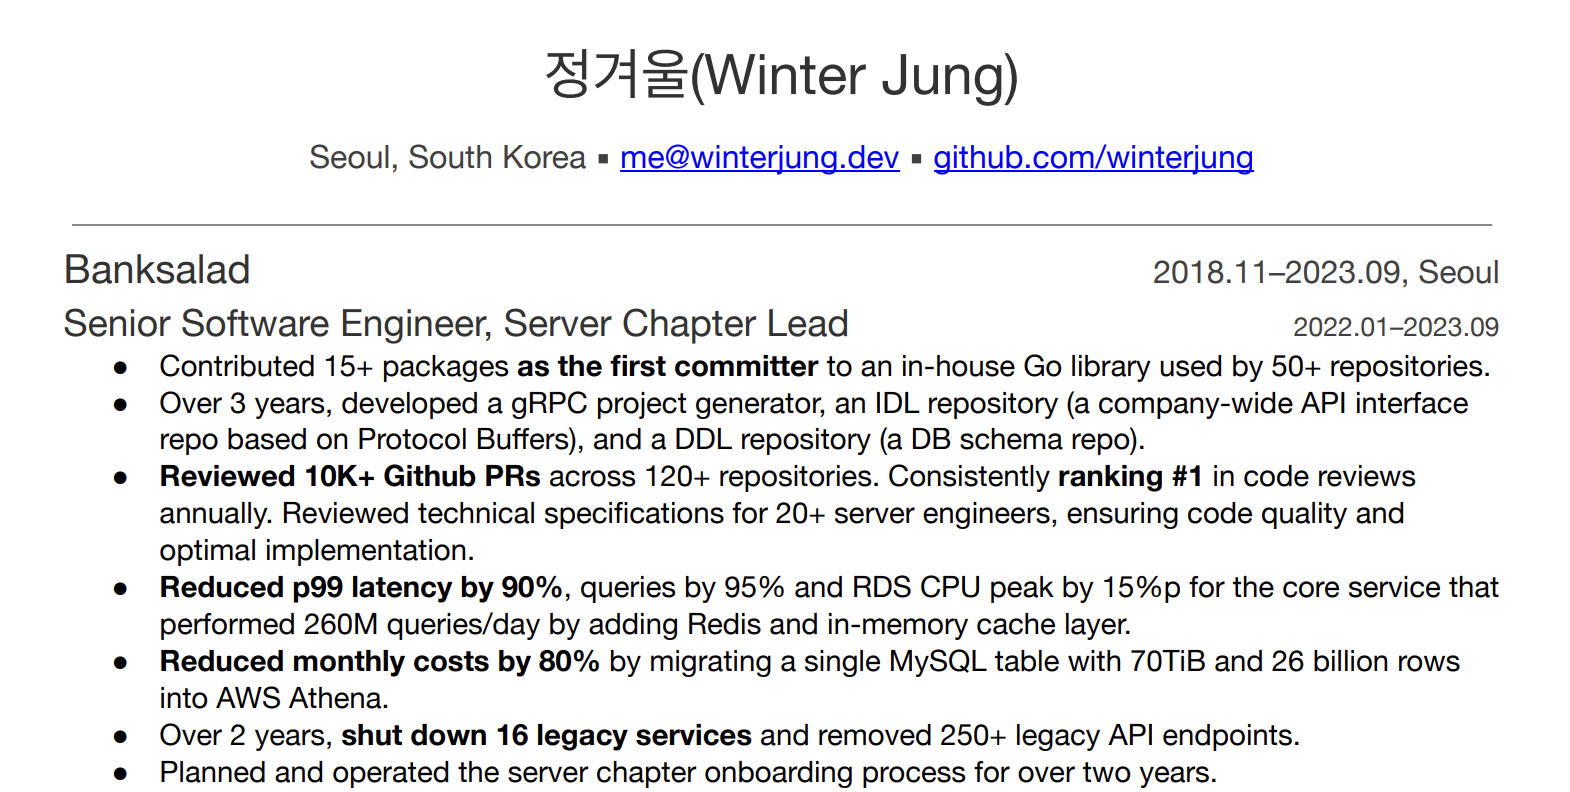 정겨울(Winter Jung)
Seoul, South Korea ▪ me@winterjung.dev ▪ github.com/winterjung
Banksalad 2018.11–2023.09, Seoul
Senior Software Engineer, Server Chapter Lead 2022.01–2023.09
● Contributed 15+ packages as the first committer to an in-house Go library used by 50+ repositories.
● Over 3 years, developed a gRPC project generator, an IDL repository (a company-wide API interface
repo based on Protocol Buffers), and a DDL repository (a DB schema repo).
● Reviewed 10K+ Github PRs across 120+ repositories. Consistently ranking #1 in code reviews
annually. Reviewed technical specifications for 20+ server engineers, ensuring code quality and
optimal implementation.
● Reduced p99 latency by 90%, queries by 95% and RDS CPU peak by 15%p for the core service that
performed 260M queries/day by adding Redis and in-memory cache layer.
● Reduced monthly costs by 80% by migrating a single MySQL table with 70TiB and 26 billion rows
into AWS Athena.
● Over 2 years, shut down 16 legacy services and removed 250+ legacy API endpoints.
● Planned and operated the server chapter onboarding process for over two years.